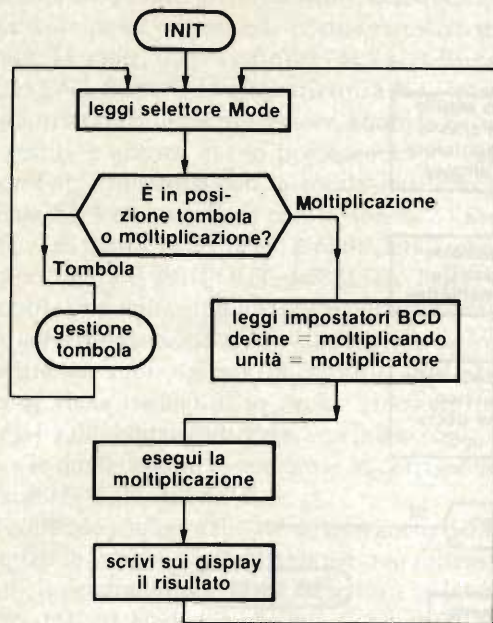 INIT
leggi selettore Mode
È in posi-
zione tombola
o moltiplicazione?
Moltiplicazione
Tombola
gestione
tombola
leggi impostatori BCD
decine = moltiplicando
unità = moltiplicatore
esegui la
moltiplicazione
scrivi sui display
il risultato